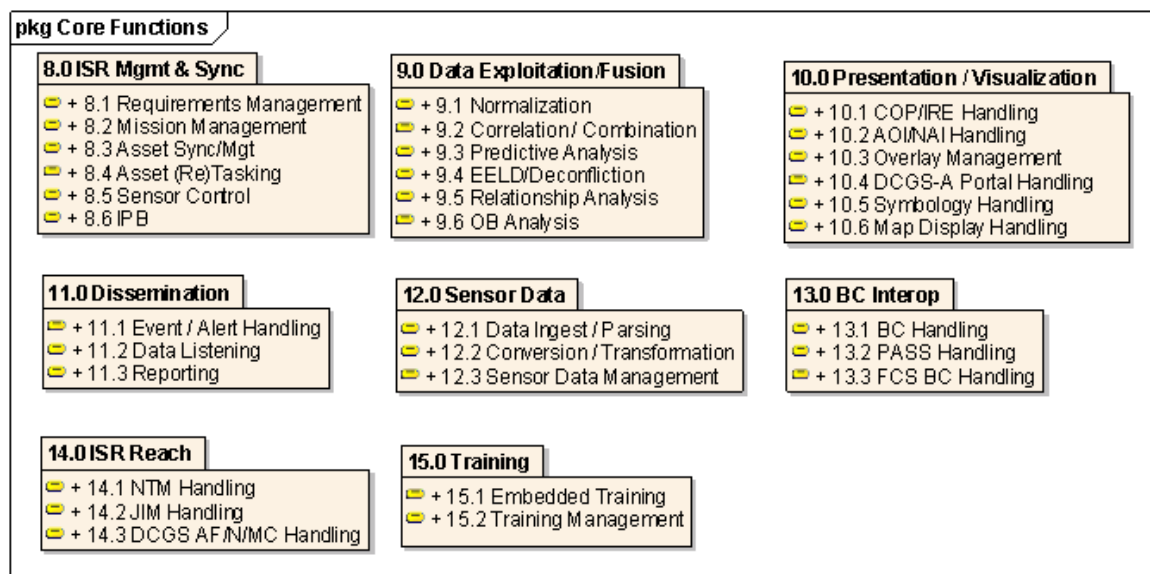 pkg Core Functions
8.0 ISR Mgmt & Sync
+ 8.1 Requirements Management
+ 8.2 Mission Management
+ 8.3 Asset Sync/Mgt
+ 8.4 Asset (Re)Tasking
+ 8.5 Sensor Control
+ 8.6 IPB
9.0 Data Exploitation/Fusion
+ 9.1 Normalization
+ 9.2 Correlation / Combination
+ 9.3 Predictive Analysis
+ 9.4 EELD/Deconfliction
+ 9.5 Relationship Analysis
+ 9.6 OB Analysis
10.0 Presentation / Visualization
+ 10.1 COP/IRE Handling
+ 10.2 AOI/NAI Handling
+ 10.3 Overlay Management
+ 10.4 DCGS-A Portal Handling
+ 10.5 Symbology Handling
+ 10.6 Map Display Handling
11.0 Dissemination
+ 11.1 Event / Alert Handling
+ 11.2 Data Listening
+ 11.3 Reporting
12.0 Sensor Data
+ 12.1 Data Ingest / Parsing
+ 12.2 Conversion / Transformation
+ 12.3 Sensor Data Management
13.0 BC Interop
+ 13.1 BC Handling
+ 13.2 PASS Handling
+ 13.3 FCS BC Handling
14.0 ISR Reach
+ 14.1 NTM Handling
+ 14.2 JIM Handling
+ 14.3 DCGS AF/N/MC Handling
15.0 Training
+ 15.1 Embedded Training
+ 15.2 Training Management